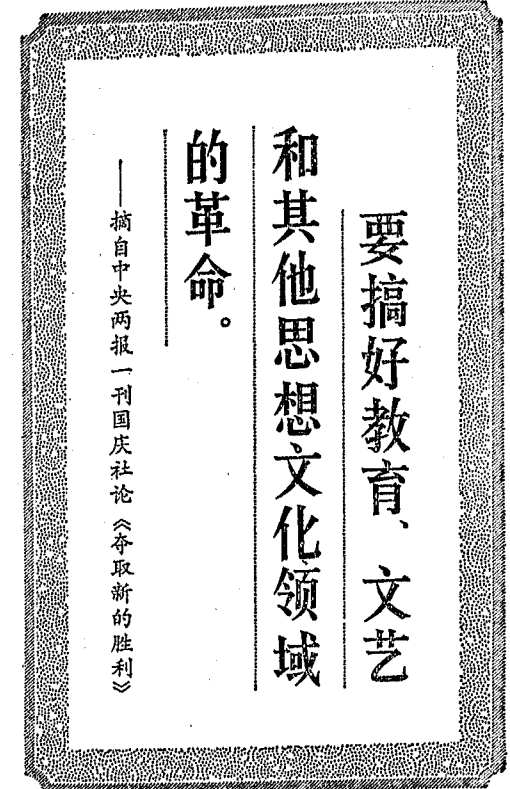 要搞好教育、文艺
和其他思想文化领域
的革命。
——摘自中央两报一刊国庆社论《夺取新的胜利》